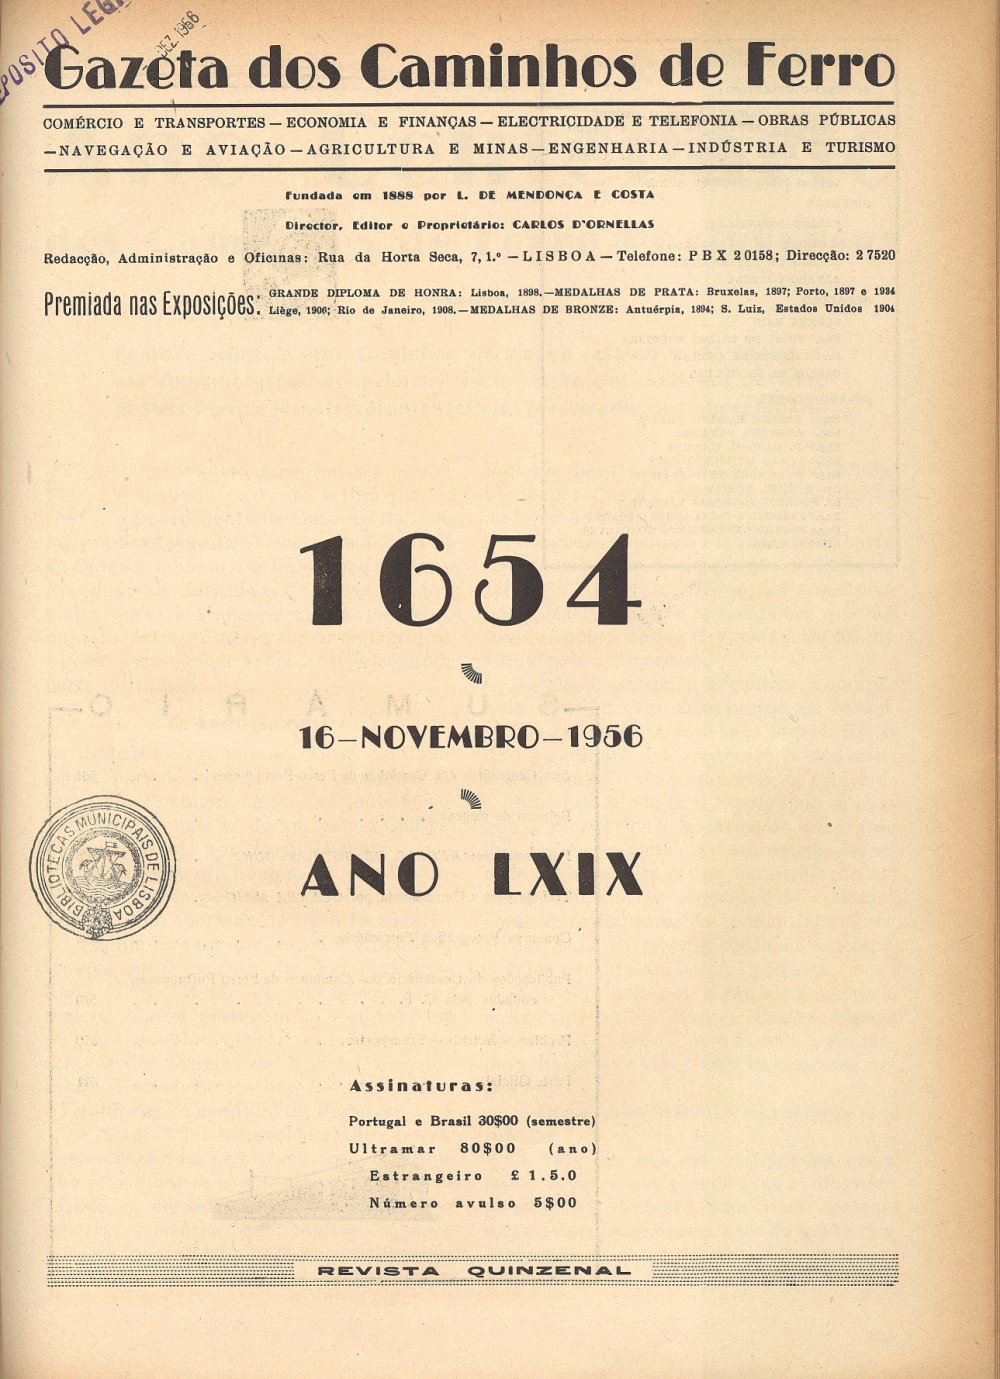 DEZ. 1956
Gazeta dos Caminhos de Ferro
COMÉRCIO E TRANSPORTES — ECONOMIA E FINANÇAS — ELECTRICIDADE E TELEFONIA — OBRAS PÚBLICAS
— NAVEGAÇÃO E AVIAÇÃO — AGRICULTURA E MINAS — ENGENHARIA — INDÚSTRIA E TURISMO
Fundada em 1888 por L. DE MENDONÇA E COSTA
Director, Editor e Proprietário: CARLOS D'ORNELLAS
Redacção, Administração e Oficinas: Rua da Horta Seca, 7, 1.º — LISBOA — Telefone: PBX 20158; Direcção: 27520
Premiada nas Exposições: GRANDE DIPLOMA DE HONRA: Lisboa, 1898. — MEDALHAS DE PRATA: Bruxelas, 1897; Porto, 1897 e 1934
Liège, 1906; Rio de Janeiro, 1908. — MEDALHAS DE BRONZE: Antuérpia, 1894; S. Luiz, Estados Unidos 1904
1654
16—NOVEMBRO—1956
BIBLIOTECAS MUNICIPAIS DE LISBOA
ANO LXIX
Assinaturas:
Portugal e Brasil 30$00 (semestre)
Ultramar 80$00 (ano)
Estrangeiro £ 1.5.0
Número avulso 5$00
REVISTA QUINZENAL